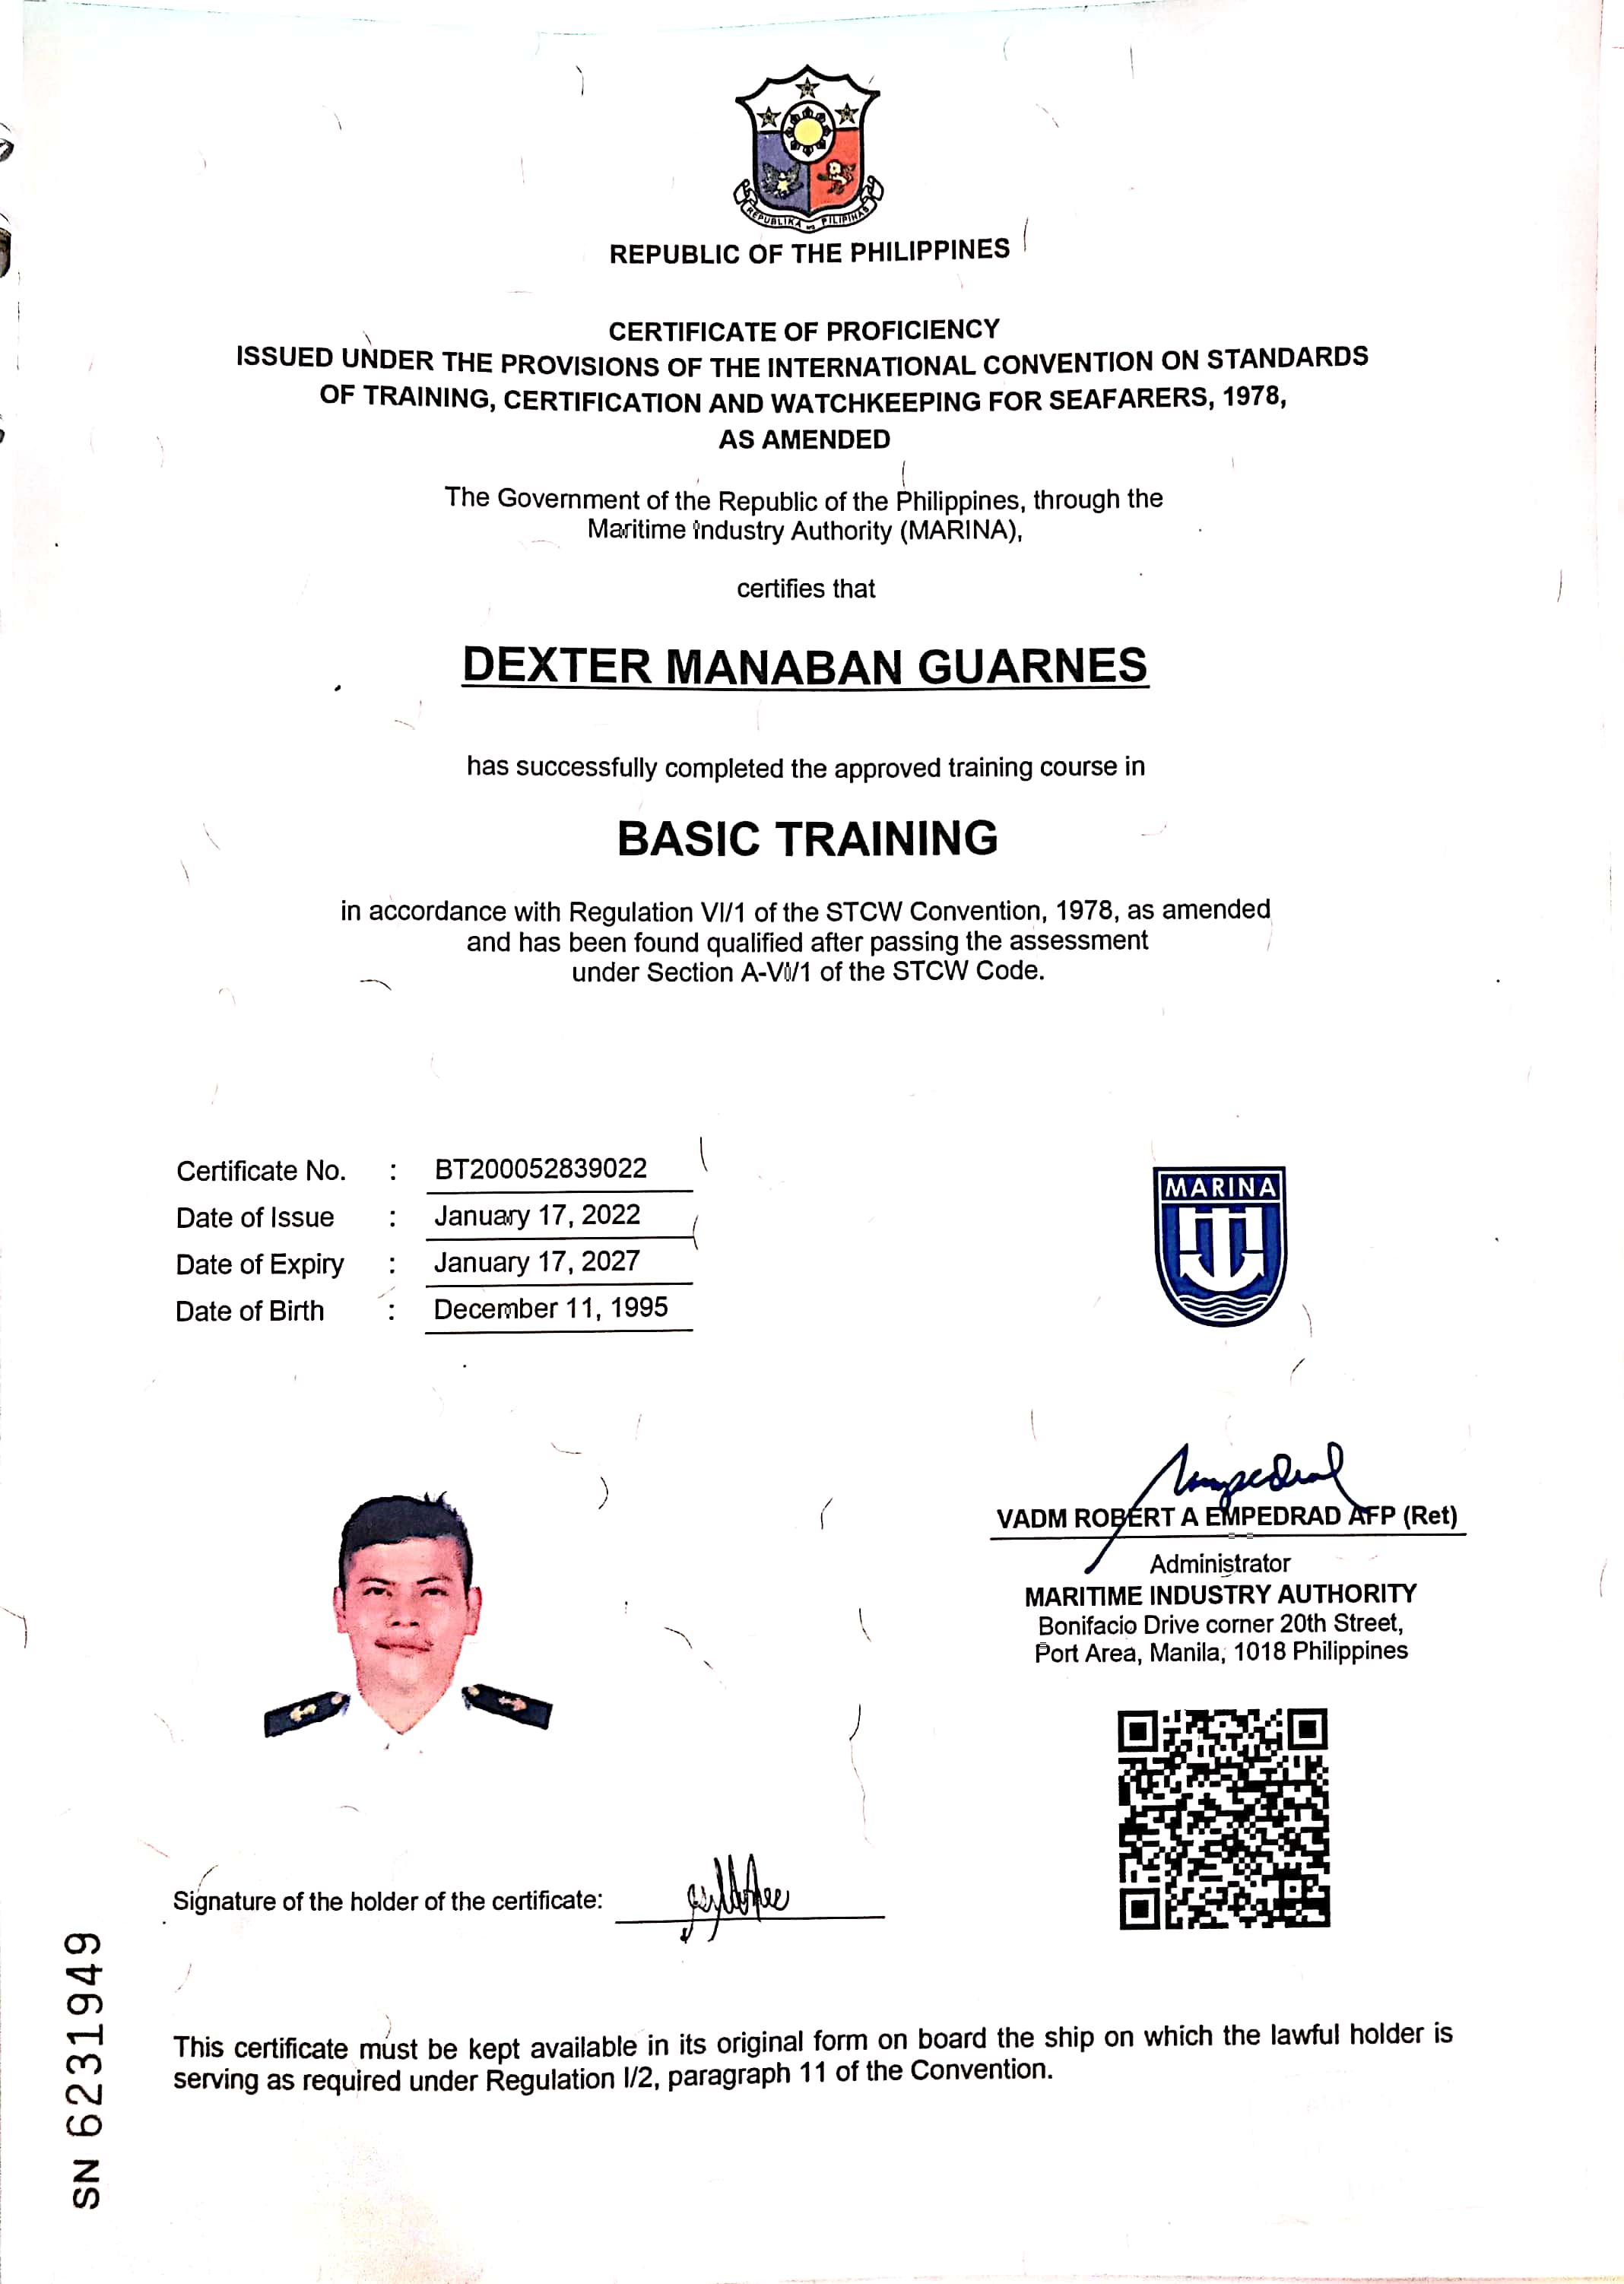 REPUBLIKA NG PILIPINAS
REPUBLIC OF THE PHILIPPINES
CERTIFICATE OF PROFICIENCY
ISSUED UNDER THE PROVISIONS OF THE INTERNATIONAL CONVENTION ON STANDARDS
OF TRAINING, CERTIFICATION AND WATCHKEEPING FOR SEAFARERS, 1978,
AS AMENDED
The Government of the Republic of the Philippines, through the
Maritime Industry Authority (MARINA),
certifies that
DEXTER MANABAN GUARNES
has successfully completed the approved training course in
BASIC TRAINING
in accordance with Regulation VI/1 of the STCW Convention, 1978, as amended
and has been found qualified after passing the assessment
under Section A-VI/1 of the STCW Code.
Certificate No. : BT200052839022
Date of Issue : January 17, 2022
Date of Expiry : January 17, 2027
Date of Birth : December 11, 1995
MARINA
VADM ROBERT A EMPEDRAD AFP (Ret)
Administrator
MARITIME INDUSTRY AUTHORITY
Bonifacio Drive corner 20th Street,
Port Area, Manila, 1018 Philippines
Signature of the holder of the certificate:
SN 6231949
This certificate must be kept available in its original form on board the ship on which the lawful holder is
serving as required under Regulation I/2, paragraph 11 of the Convention.